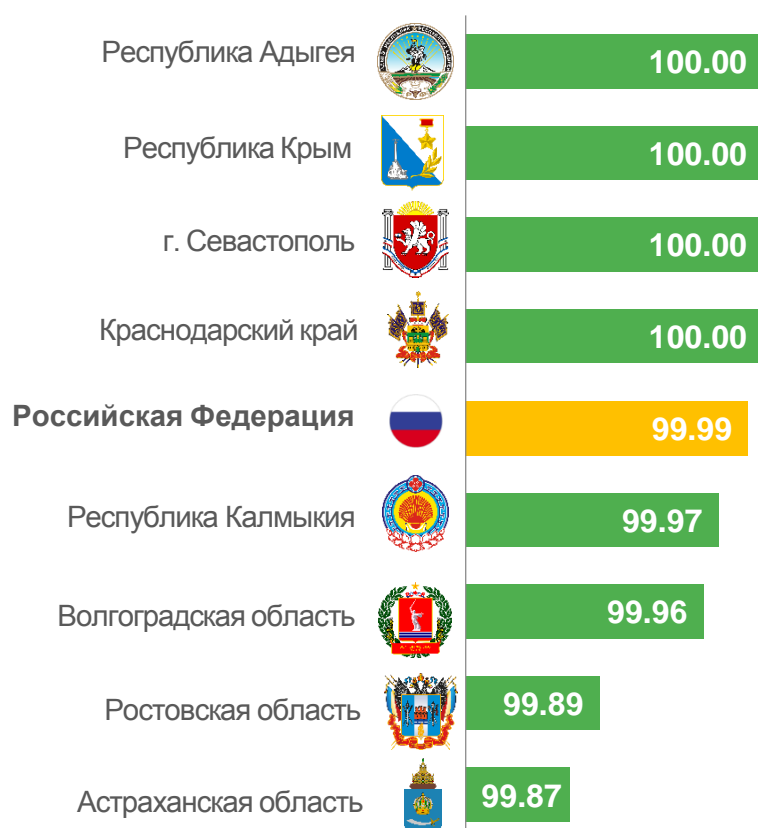 Республика Адыгея 100.00
Республика Крым 100.00
г. Севастополь 100.00
Краснодарский край 100.00
Российская Федерация 99.99
Республика Калмыкия 99.97
Волгоградская область 99.96
Ростовская область 99.89
Астраханская область 99.87